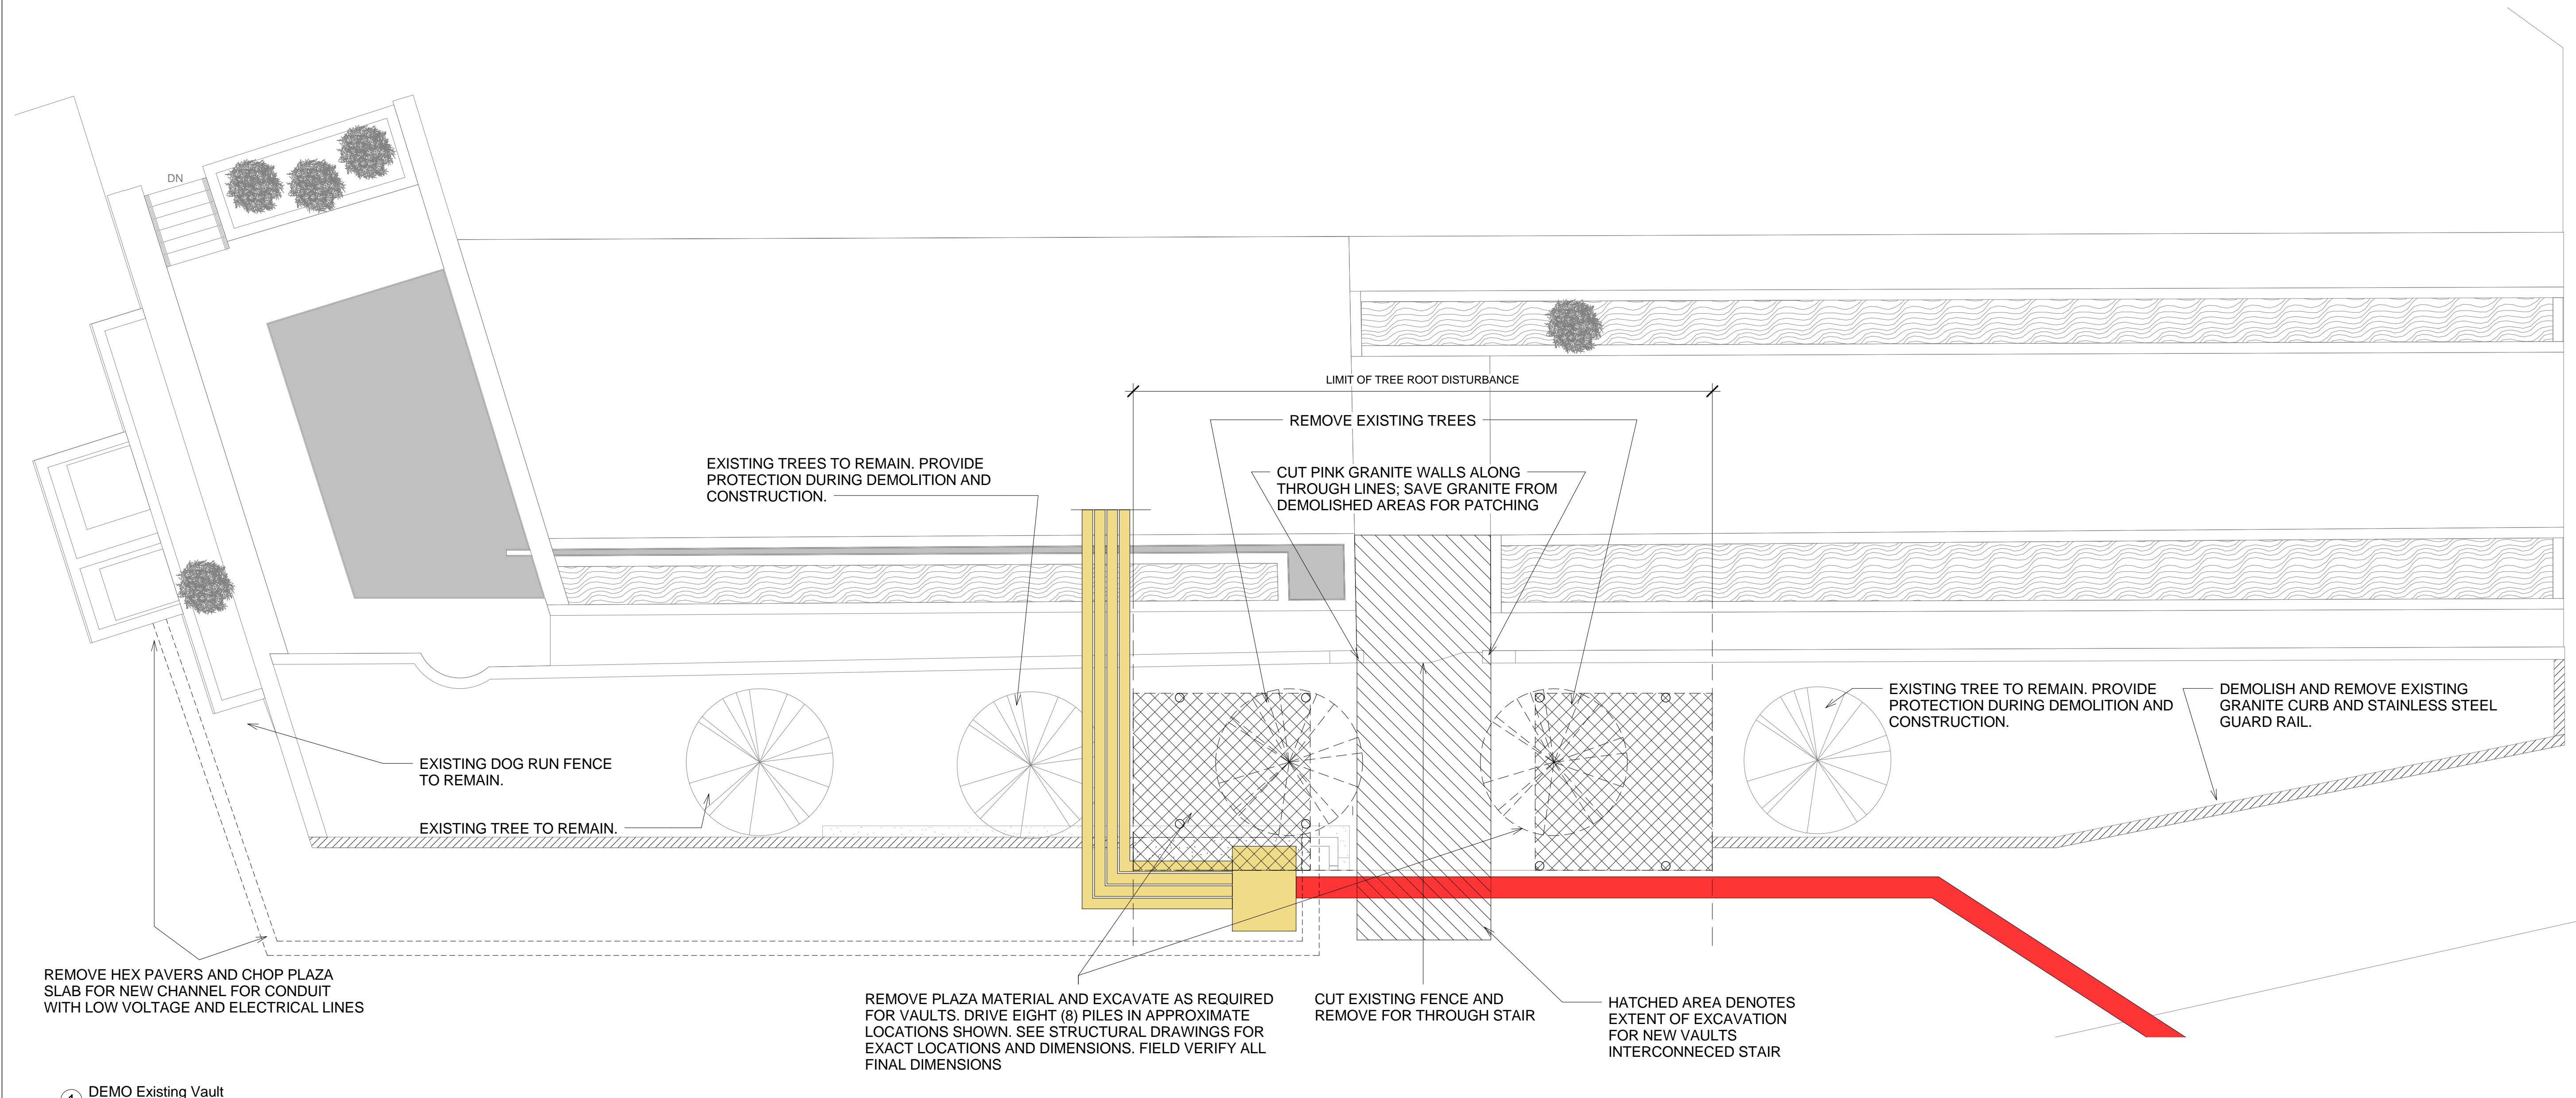 DN
LIMIT OF TREE ROOT DISTURBANCE
REMOVE EXISTING TREES
EXISTING TREES TO REMAIN. PROVIDE
PROTECTION DURING DEMOLITION AND
CONSTRUCTION.
CUT PINK GRANITE WALLS ALONG
THROUGH LINES; SAVE GRANITE FROM
DEMOLISHED AREAS FOR PATCHING
EXISTING TREE TO REMAIN. PROVIDE
PROTECTION DURING DEMOLITION AND
CONSTRUCTION.
DEMOLISH AND REMOVE EXISTING
GRANITE CURB AND STAINLESS STEEL
GUARD RAIL.
EXISTING DOG RUN FENCE
TO REMAIN.
EXISTING TREE TO REMAIN.
REMOVE HEX PAVERS AND CHOP PLAZA
SLAB FOR NEW CHANNEL FOR CONDUIT
WITH LOW VOLTAGE AND ELECTRICAL LINES
REMOVE PLAZA MATERIAL AND EXCAVATE AS REQUIRED
FOR VAULTS. DRIVE EIGHT (8) PILES IN APPROXIMATE
LOCATIONS SHOWN. SEE STRUCTURAL DRAWINGS FOR
EXACT LOCATIONS AND DIMENSIONS. FIELD VERIFY ALL
FINAL DIMENSIONS
CUT EXISTING FENCE AND
REMOVE FOR THROUGH STAIR
HATCHED AREA DENOTES
EXTENT OF EXCAVATION
FOR NEW VAULTS
INTERCONNECED STAIR
DEMO Existing Vault